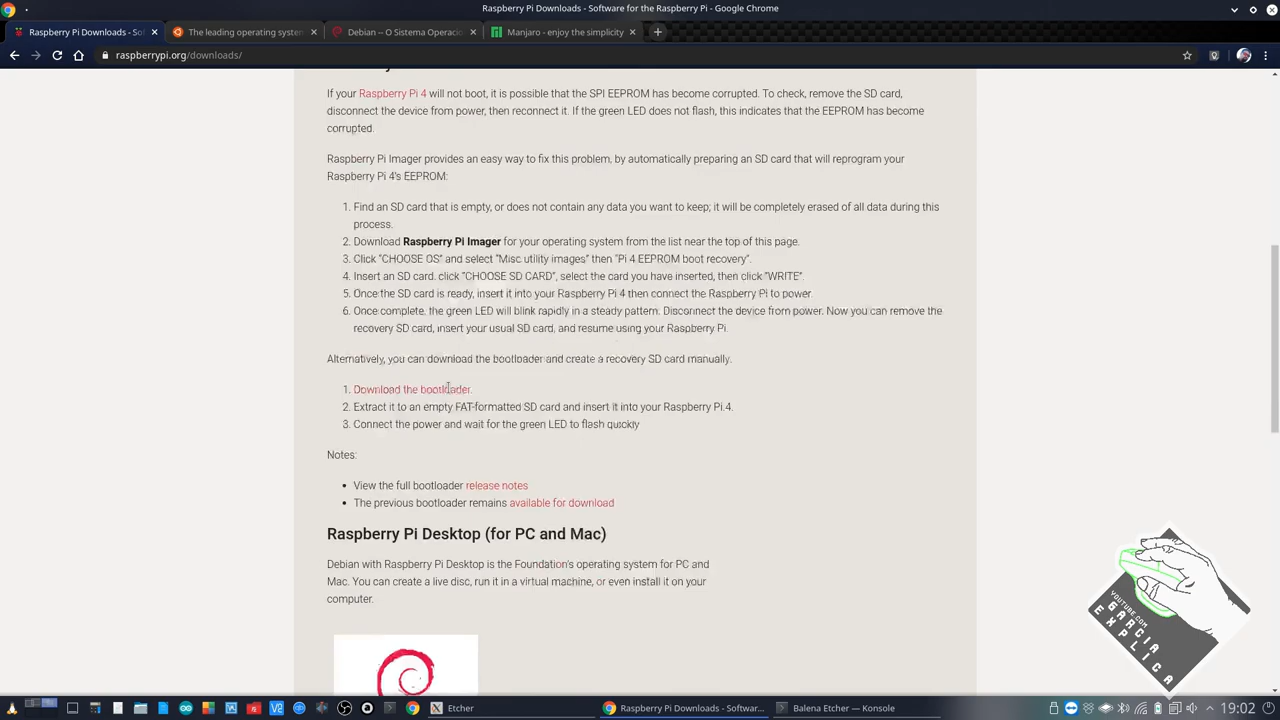 Raspberry Pi Downloads - Software for the Raspberry Pi - Google Chrome
Raspberry Pi Downloads - Sof
The leading operating system
Debian -- O Sistema Operacio
Manjaro - enjoy the simplicity
raspberrypi.org/downloads/
If your Raspberry Pi 4 will not boot, it is possible that the SPI EEPROM has become corrupted. To check, remove the SD card,
disconnect the device from power, then reconnect it. If the green LED does not flash, this indicates that the EEPROM has become
corrupted.
Raspberry Pi Imager provides an easy way to fix this problem, by automatically preparing an SD card that will reprogram your
Raspberry Pi 4's EEPROM:
1. Find an SD card that is empty, or does not contain any data you want to keep; it will be completely erased of all data during this
process.
2. Download Raspberry Pi Imager for your operating system from the list near the top of this page.
3. Click "CHOOSE OS" and select "Misc utility images" then "Pi 4 EEPROM boot recovery".
4. Insert an SD card, click "CHOOSE SD CARD", select the card you have inserted, then click "WRITE".
5. Once the SD card is ready, insert it into your Raspberry Pi 4 then connect the Raspberry Pi to power.
6. Once complete, the green LED will blink rapidly in a steady pattern. Disconnect the device from power. Now you can remove the
recovery SD card, insert your usual SD card, and resume using your Raspberry Pi.
Alternatively, you can download the bootloader and create a recovery SD card manually.
1. Download the bootloader.
2. Extract it to an empty FAT-formatted SD card and insert it into your Raspberry Pi 4.
3. Connect the power and wait for the green LED to flash quickly
Notes:
• View the full bootloader release notes
• The previous bootloader remains available for download
Raspberry Pi Desktop (for PC and Mac)
Debian with Raspberry Pi Desktop is the Foundation's operating system for PC and
Mac. You can create a live disc, run it in a virtual machine, or even install it on your
computer.
YOUTUBE.COM
GARCIA
EXPLICA
Etcher
Raspberry Pi Downloads - Softwar...
Balena Etcher — Konsole
19:02